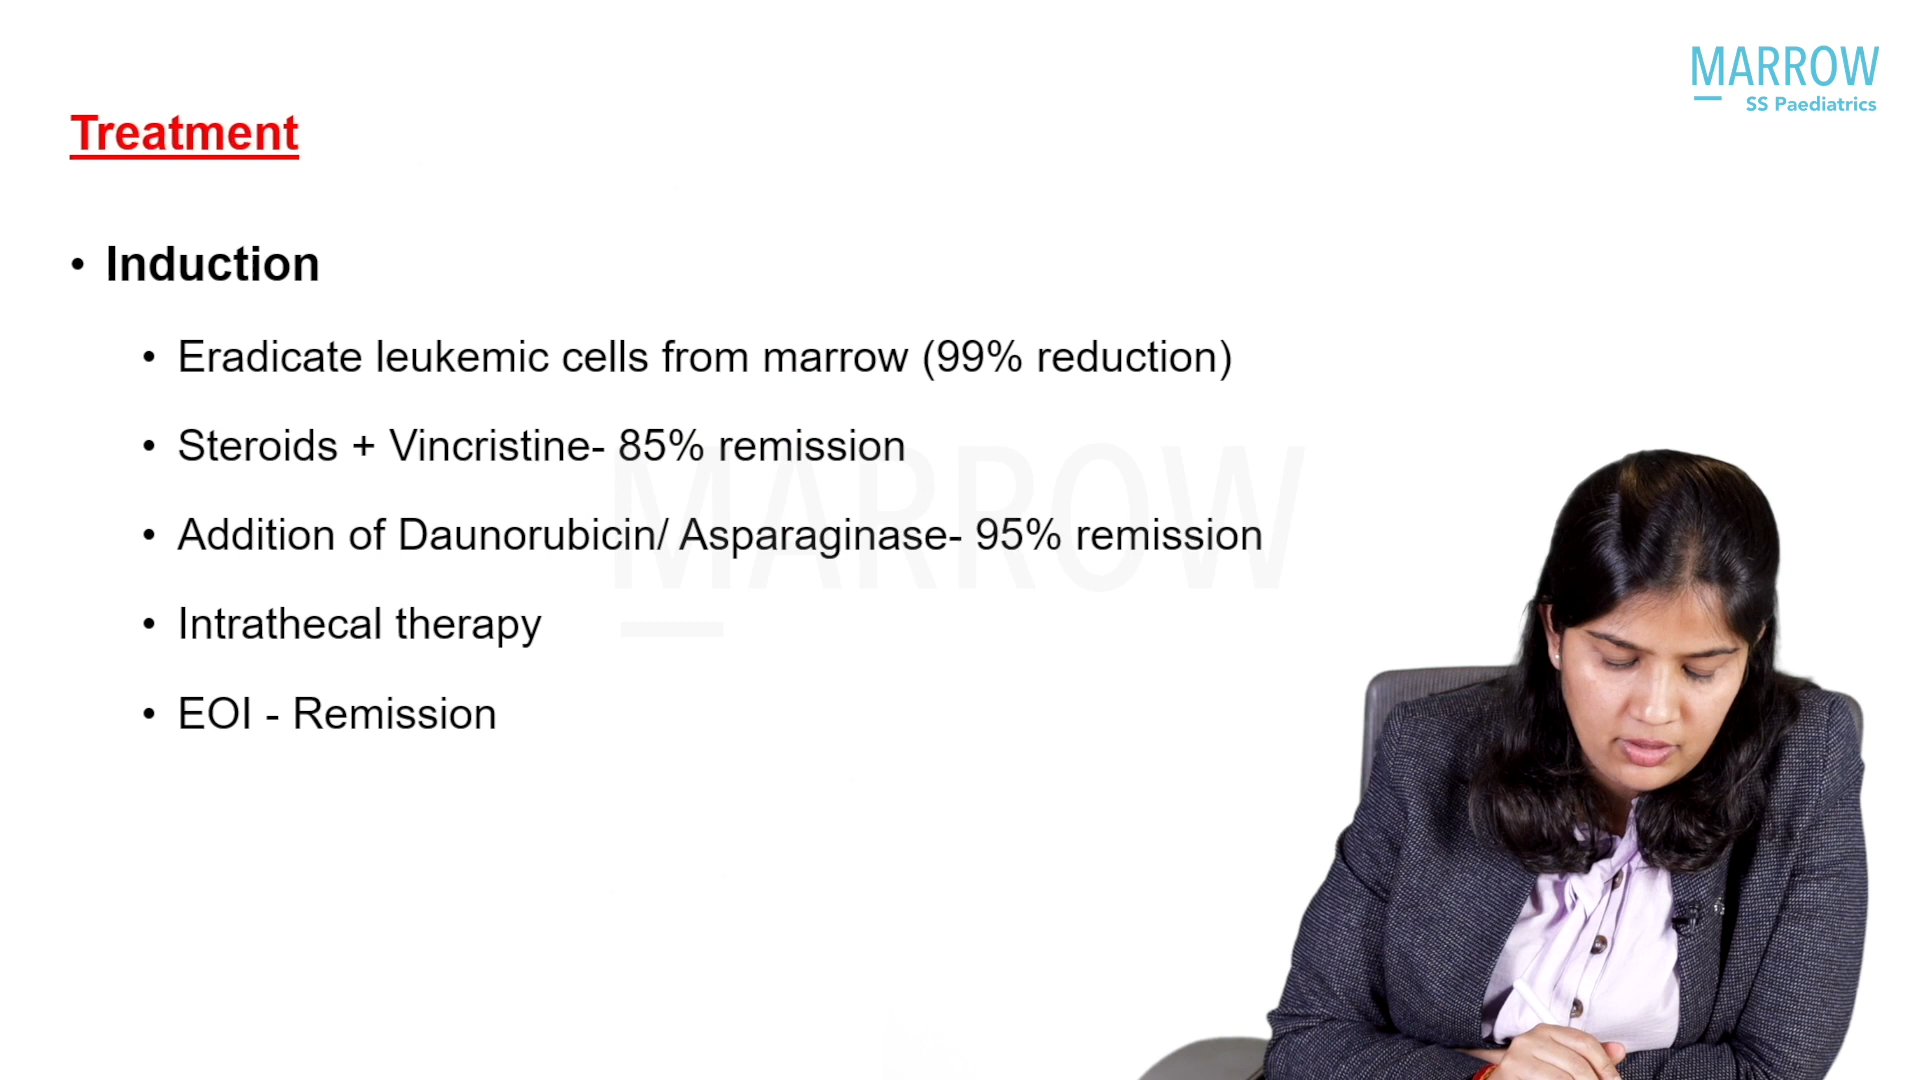 MARROW
SS Paediatrics
Treatment
• Induction
• Eradicate leukemic cells from marrow (99% reduction)
• Steroids + Vincristine- 85% remission
• Addition of Daunorubicin/ Asparaginase- 95% remission
• Intrathecal therapy
• EOI - Remission
MARROW